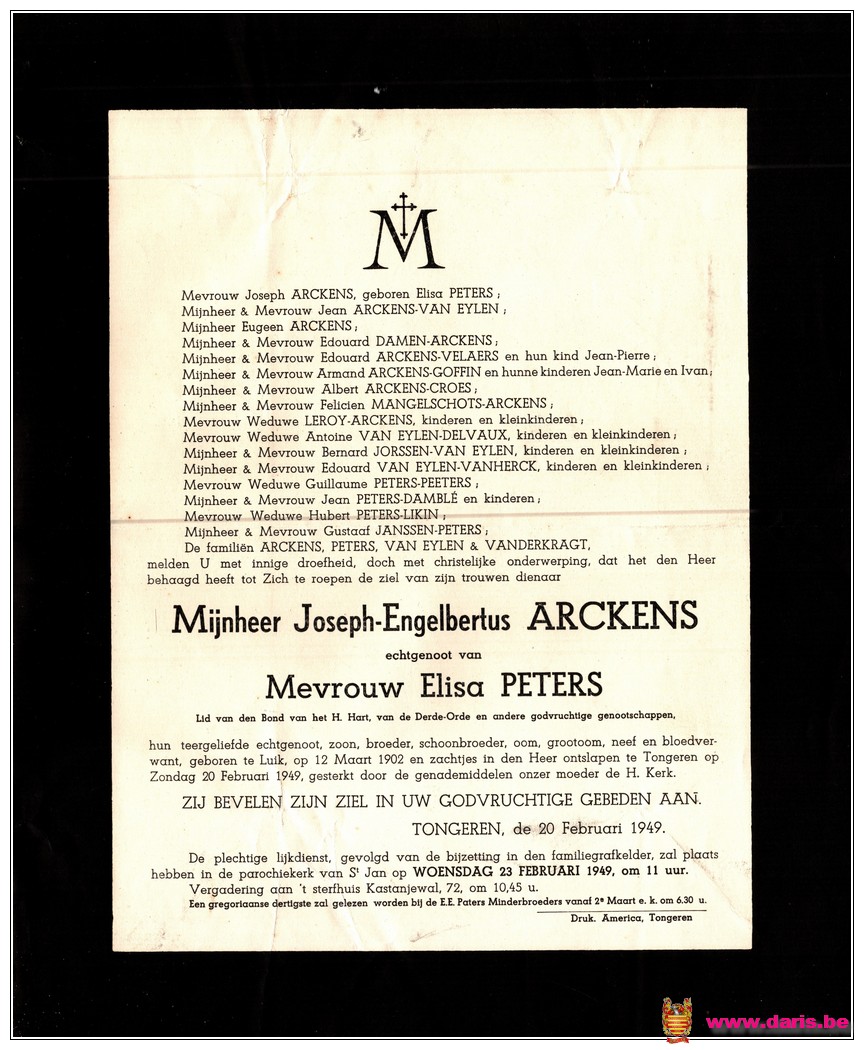 M
Mevrouw Joseph ARCKENS, geboren Elisa PETERS ;
Mijnheer & Mevrouw Jean ARCKENS-VAN EYLEN ;
Mijnheer Eugeen ARCKENS ;
Mijnheer & Mevrouw Edouard DAMEN-ARCKENS ;
Mijnheer & Mevrouw Edouard ARCKENS-VELAERS en hun kind Jean-Pierre ;
Mijnheer & Mevrouw Armand ARCKENS-GOFFIN en hunne kinderen Jean-Marie en Ivan;
Mijnheer & Mevrouw Albert ARCKENS-CROES ;
Mijnheer & Mevrouw Felicien MANGELSCHOTS-ARCKENS ;
Mevrouw Weduwe LEROY-ARCKENS, kinderen en kleinkinderen ;
Mevrouw Weduwe Antoine VAN EYLEN-DELVAUX, kinderen en kleinkinderen ;
Mijnheer & Mevrouw Bernard JORSSEN-VAN EYLEN, kinderen en kleinkinderen ;
Mijnheer & Mevrouw Edouard VAN EYLEN-VANHERCK, kinderen en kleinkinderen ;
Mevrouw Weduwe Guillaume PETERS-PEETERS ;
Mijnheer & Mevrouw Jean PETERS-DAMBLÉ en kinderen ;
Mevrouw Weduwe Hubert PETERS-LIKIN ;
Mijnheer & Mevrouw Gustaaf JANSSEN-PETERS ;
De familiën ARCKENS, PETERS, VAN EYLEN & VANDERKRAGT,
melden U met innige droefheid, doch met christelijke onderwerping, dat het den Heer
behaagd heeft tot Zich te roepen de ziel van zijn trouwen dienaar
Mijnheer Joseph-Engelbertus ARCKENS
echtgenoot van
Mevrouw Elisa PETERS
Lid van den Bond van het H. Hart, van de Derde-Orde en andere godvruchtige genootschappen,
hun teergeliefde echtgenoot, zoon, broeder, schoonbroeder, oom, grootoom, neef en bloedver-
want, geboren te Luik, op 12 Maart 1902 en zachtjes in den Heer ontslapen te Tongeren op
Zondag 20 Februari 1949, gesterkt door de genademiddelen onzer moeder de H. Kerk.
ZIJ BEVELEN ZIJN ZIEL IN UW GODVRUCHTIGE GEBEDEN AAN.
TONGEREN, de 20 Februari 1949.
De plechtige lijkdienst, gevolgd van de bijzetting in den familiegrafkelder, zal plaats
hebben in de parochiekerk van St Jan op WOENSDAG 23 FEBRUARI 1949, om 11 uur.
Vergadering aan 't sterfhuis Kastanjewal, 72, om 10,45 u.
Een gregoriaanse dertigste zal gelezen worden bij de E.E. Paters Minderbroeders vanaf 2e Maart e. k. om 6.30 u.
Druk. America, Tongeren
www.daris.be